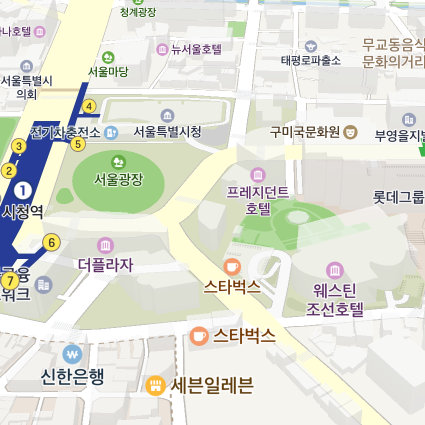 청계광장
나호텔
뉴서울호텔
무교동음식
문화의거리
태평로파출소
서울마당
서울특별시
의회
4
전기차충전소
서울특별시청
구미국문화원
부영을지빌
3
5
2
서울광장
프레지던트
호텔
롯데그룹
1
시청역
6
더플라자
스타벅스
웨스틴
조선호텔
7
워크
스타벅스
신한은행
세븐일레븐